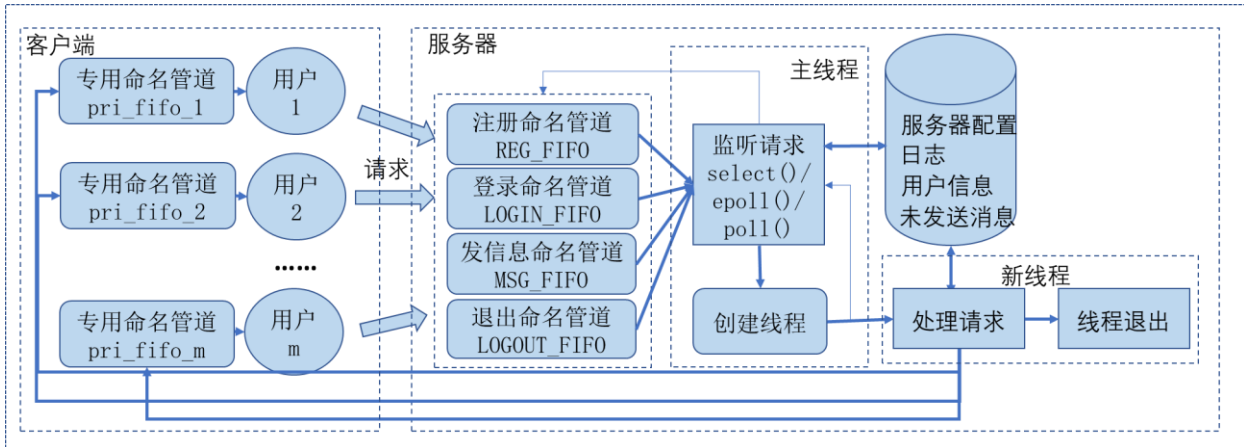 客户端
专用命名管道
pri_fifo_1
用户
1
专用命名管道
pri_fifo_2
用户
2
……
专用命名管道
pri_fifo_m
用户
m
请求
服务器
注册命名管道
REG_FIFO
登录命名管道
LOGIN_FIFO
发信息命名管道
MSG_FIFO
退出命名管道
LOGOUT_FIFO
主线程
监听请求
select()/
epoll()/
poll()
创建线程
服务器配置
日志
用户信息
未发送消息
新线程
处理请求
线程退出